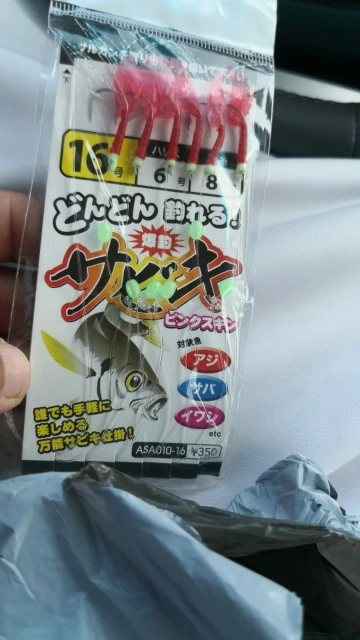 ▲下
16号
ハリス
6号
8
どんどん 釣れる!
爆釣
サビキ
ピンクスキン
対象魚
アジ
サバ
イワシ
etc
誰でも手軽に
楽しめる
万能サビキ仕掛!
ASA010-16 ¥350